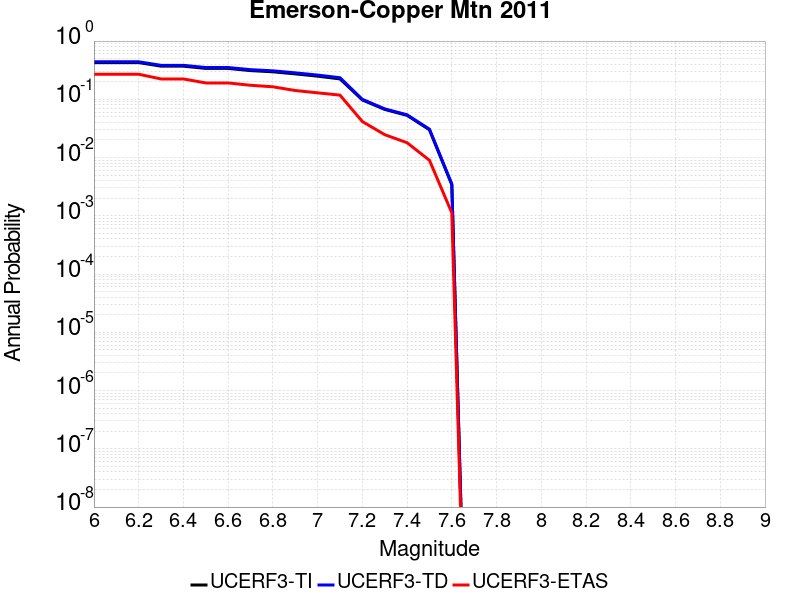 Emerson-Copper Mtn 2011
Annual Probability
10^0
10^-1
10^-2
10^-3
10^-4
10^-5
10^-6
10^-7
10^-8
6 6.2 6.4 6.6 6.8 7 7.2 7.4 7.6 7.8 8 8.2 8.4 8.6 8.8 9
Magnitude
UCERF3-TI UCERF3-TD UCERF3-ETAS